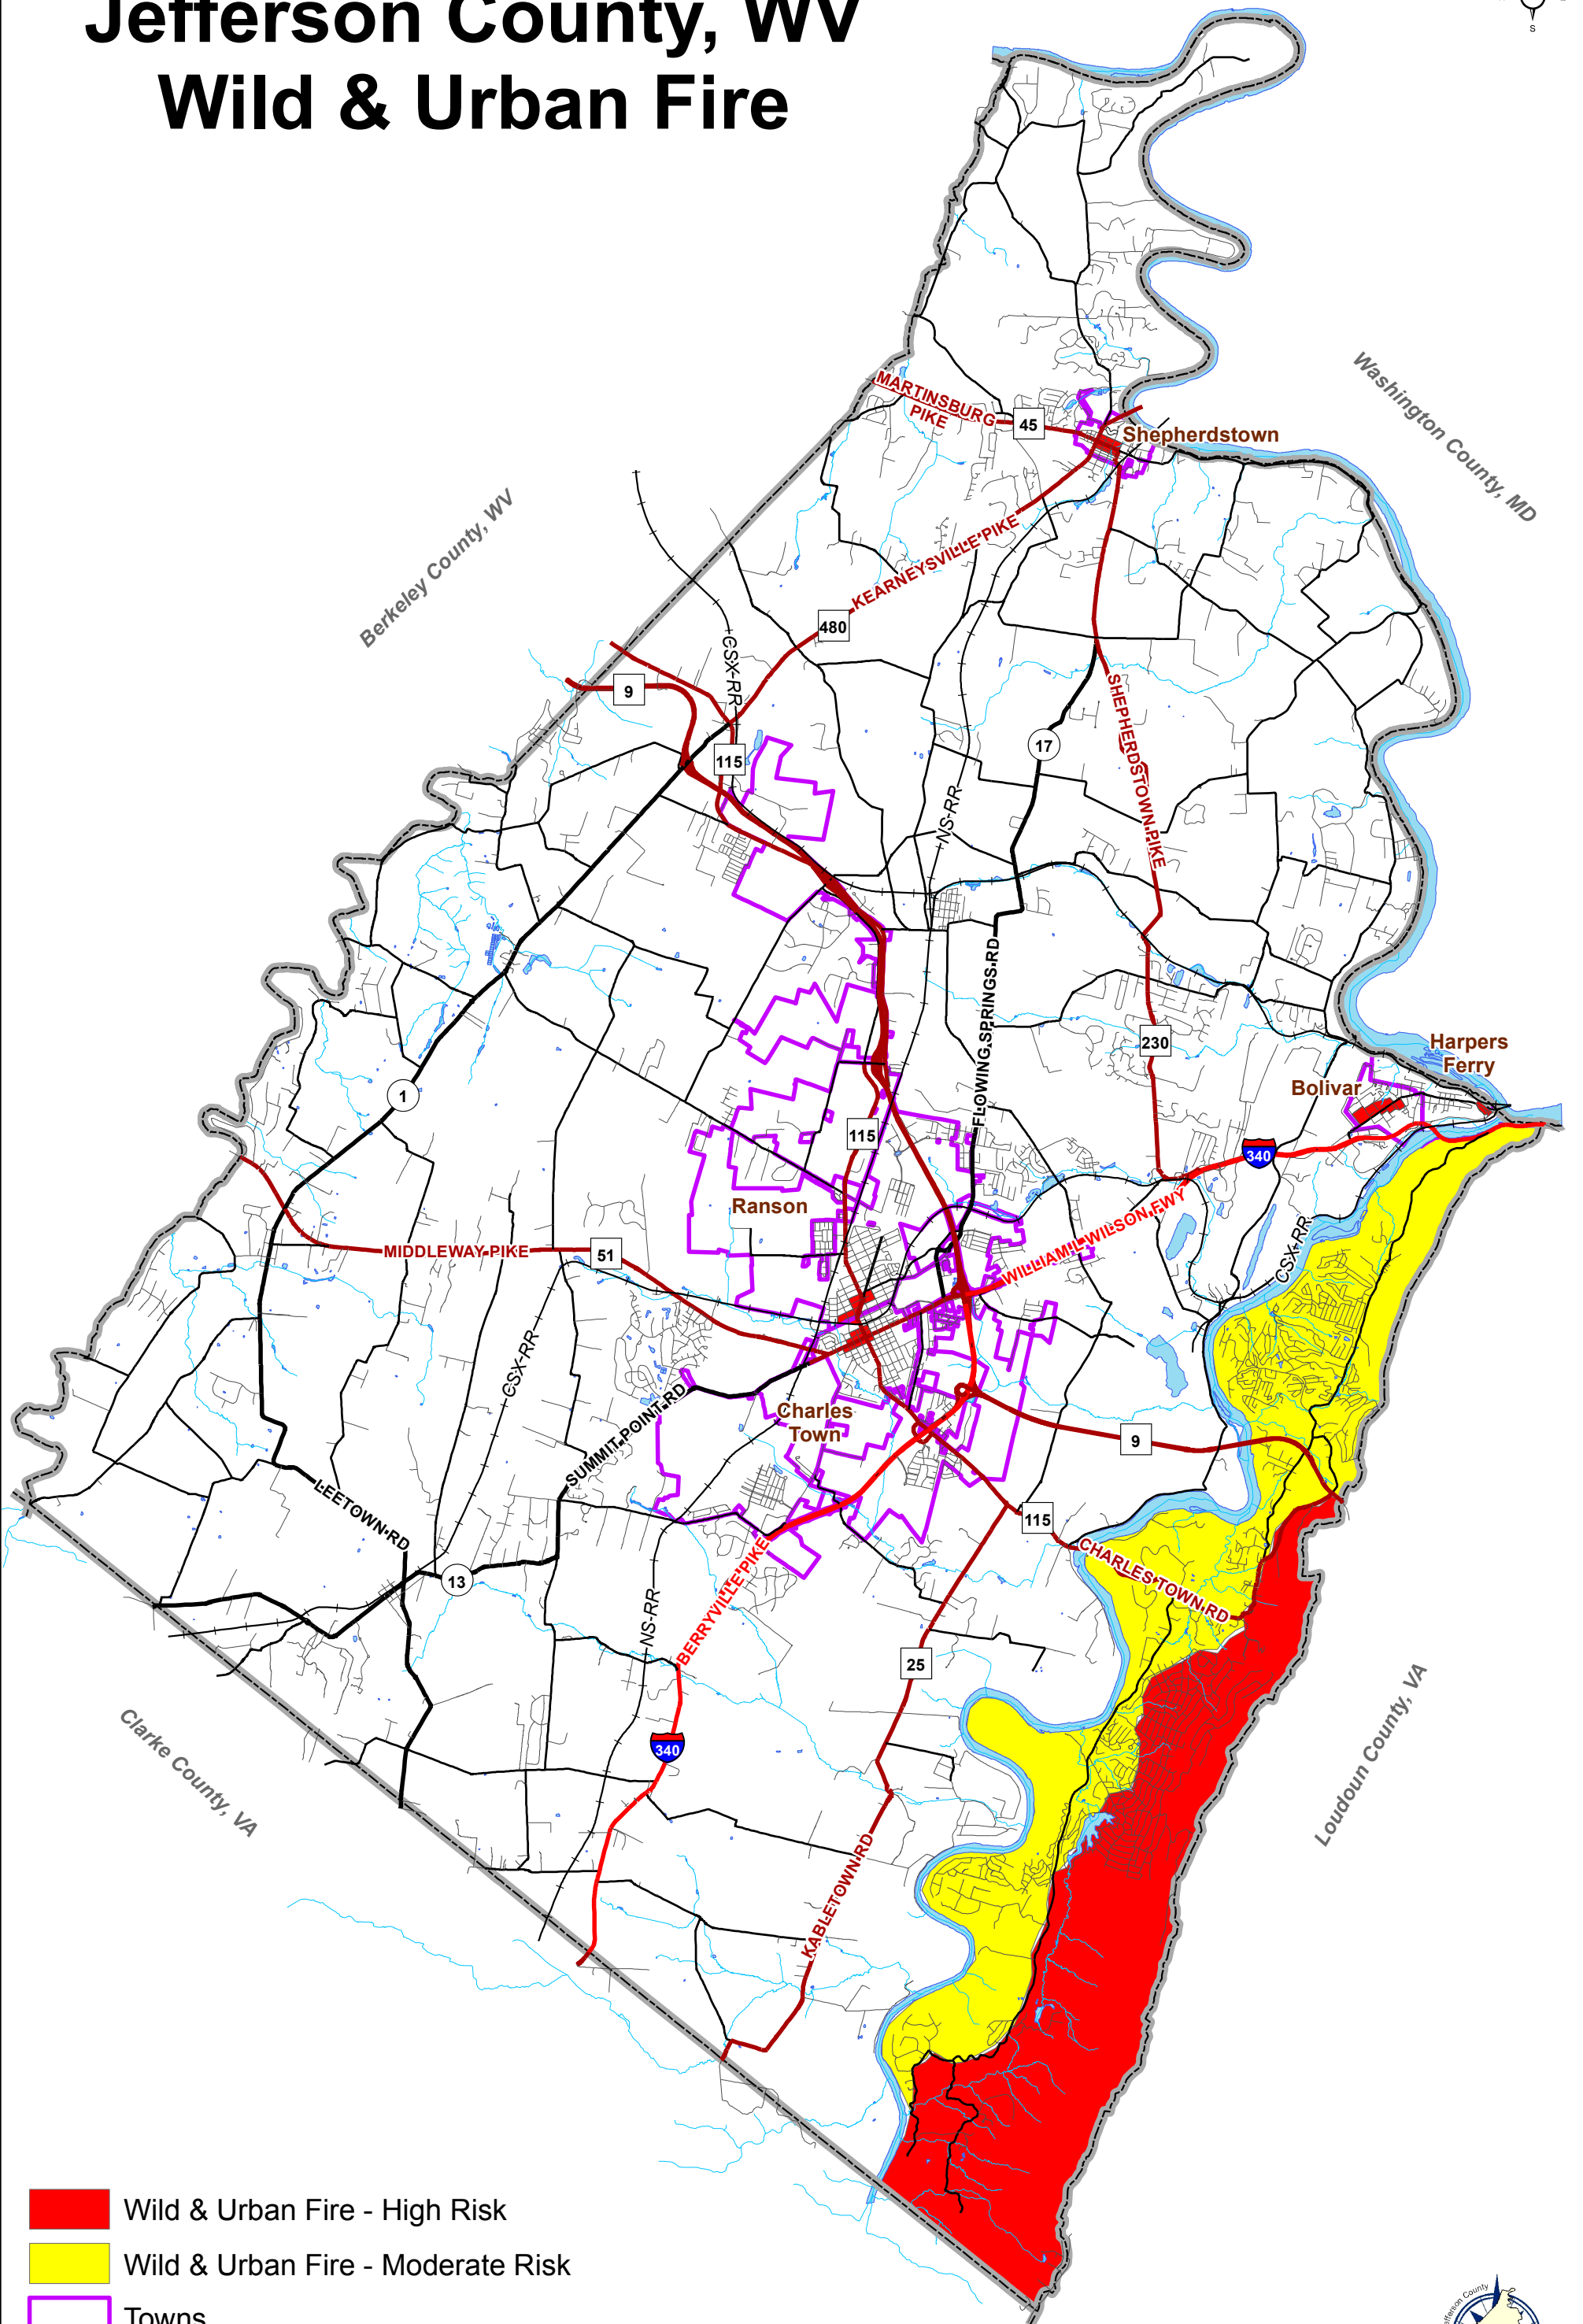 Jefferson County, WV
Wild & Urban Fire
S
Washington County, MD
MARTINSBURG
PIKE
45
Shepherdstown
Berkeley County, WV
KEARNEYSVILLE PIKE
480
CSX-RR
9
115
17
SHEPHERDSTOWN PIKE
NS-RR
FLOWING SPRINGS RD
230
Harpers
Ferry
Bolivar
1
115
340
Ranson
WILLIAM L WILSON FWY
CSX-RR
MIDDLEWAY PIKE
51
CSX-RR
SUMMIT POINT RD
Charles
Town
9
LEETOWN RD
115
CHARLES TOWN RD
13
NS-RR
BERRYVILLE PIKE
25
Clarke County, VA
340
Loudoun County, VA
KABLETOWN RD
Wild & Urban Fire - High Risk
Wild & Urban Fire - Moderate Risk
Towns